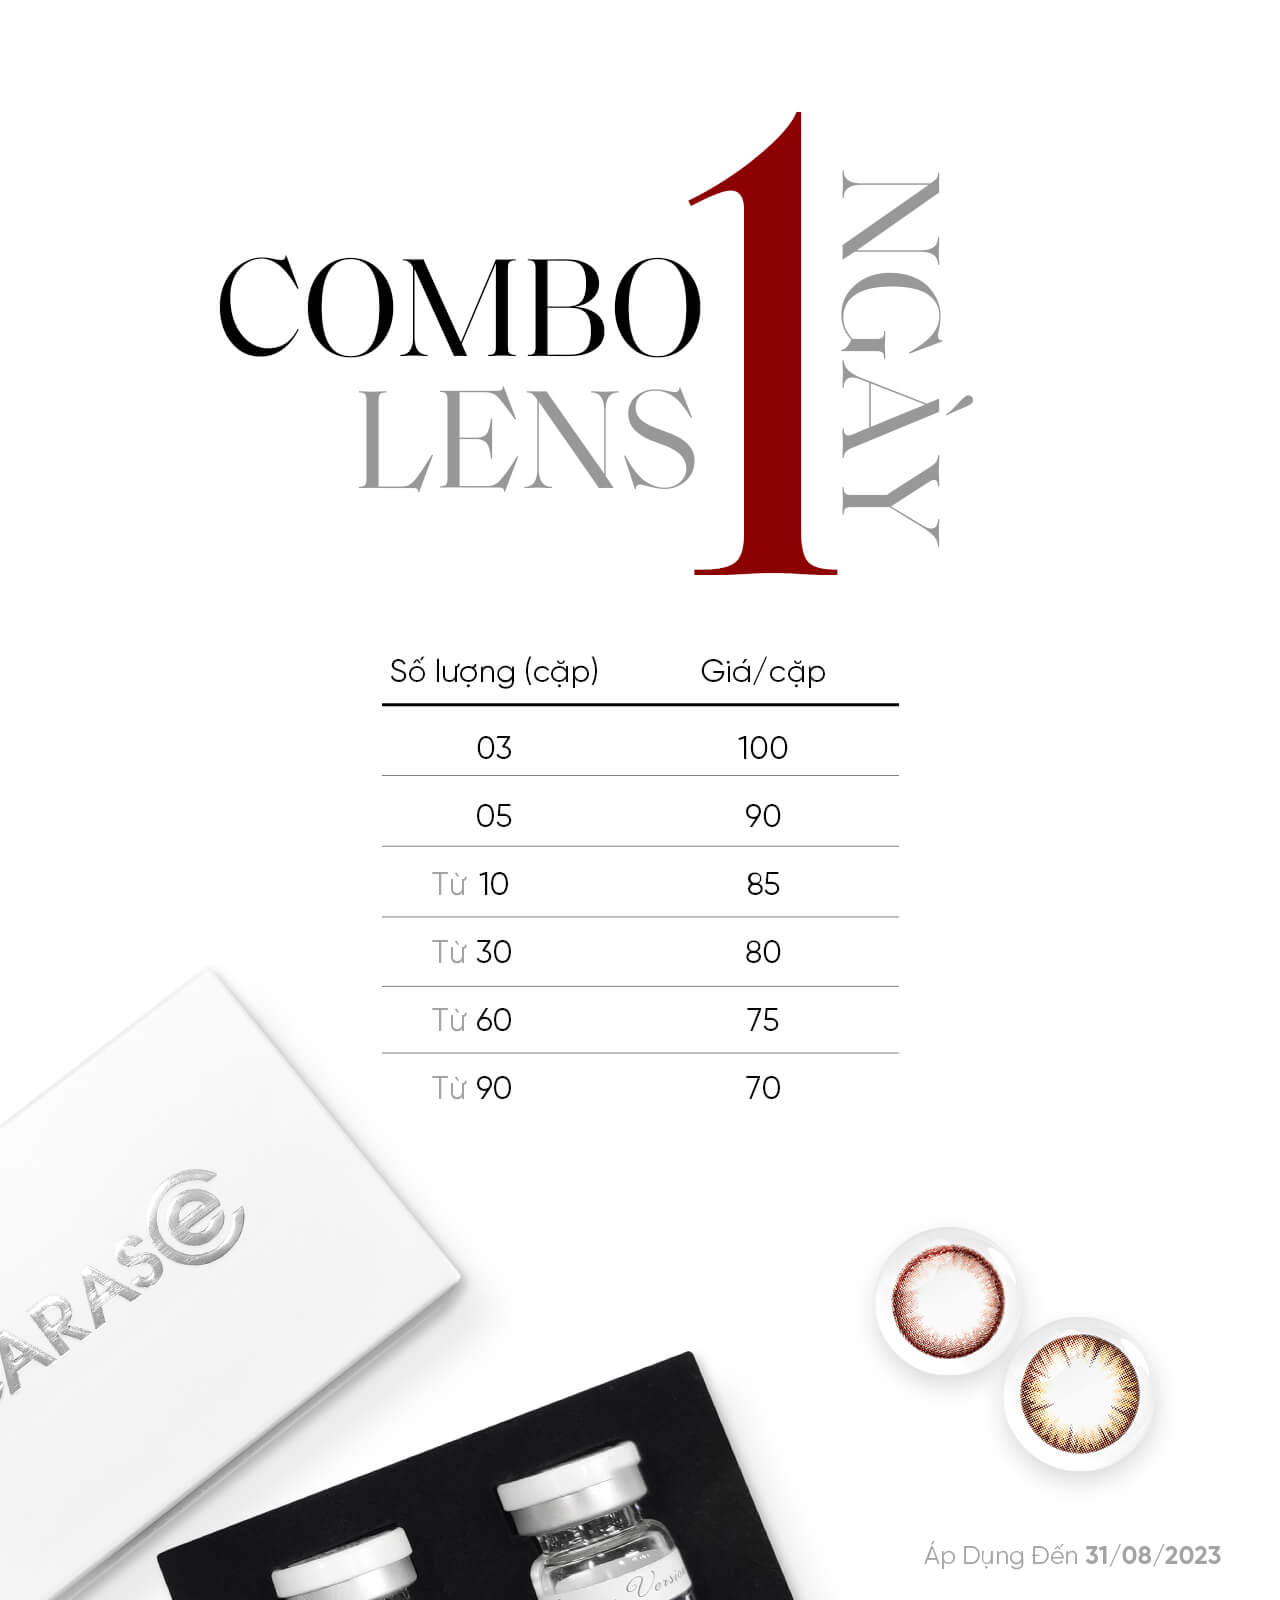 COMBO
LENS
1
NGÀY
Số lượng (cặp) Giá/cặp
03 100
05 90
Từ 10 85
Từ 30 80
Từ 60 75
Từ 90 70
Áp Dụng Đến 31/08/2023